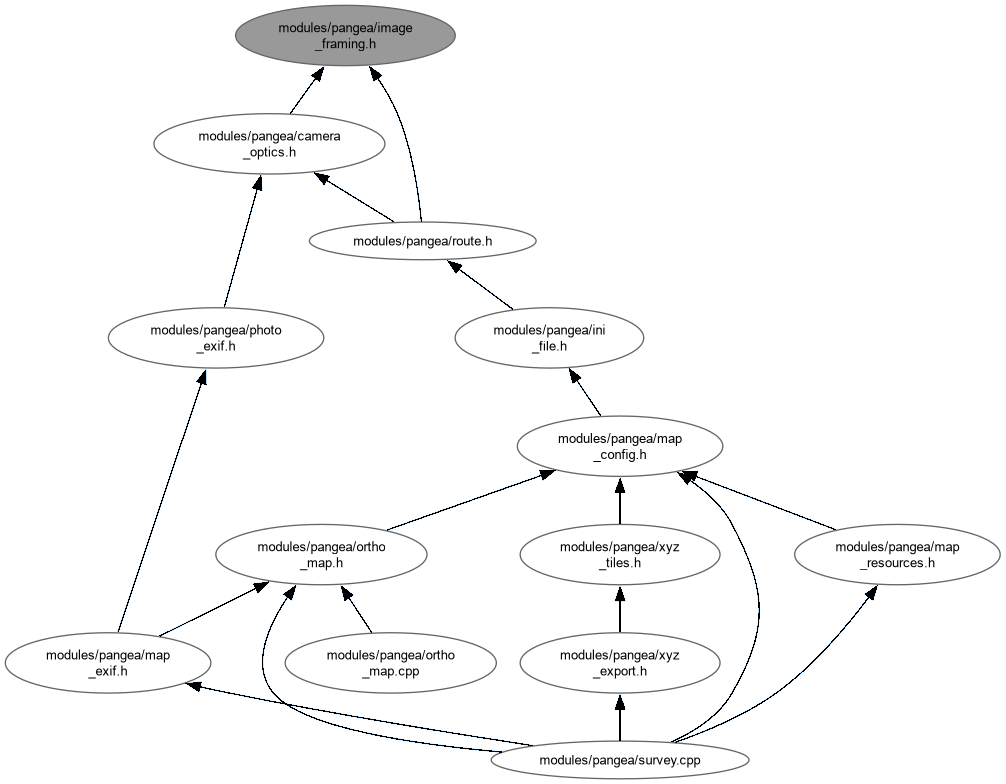 modules/pangea/image
_framing.h
modules/pangea/camera
_optics.h
modules/pangea/route.h
modules/pangea/photo
_exif.h
modules/pangea/ini
_file.h
modules/pangea/map
_config.h
modules/pangea/ortho
_map.h
modules/pangea/xyz
_tiles.h
modules/pangea/map
_resources.h
modules/pangea/map
_exif.h
modules/pangea/ortho
_map.cpp
modules/pangea/xyz
_export.h
modules/pangea/survey.cpp